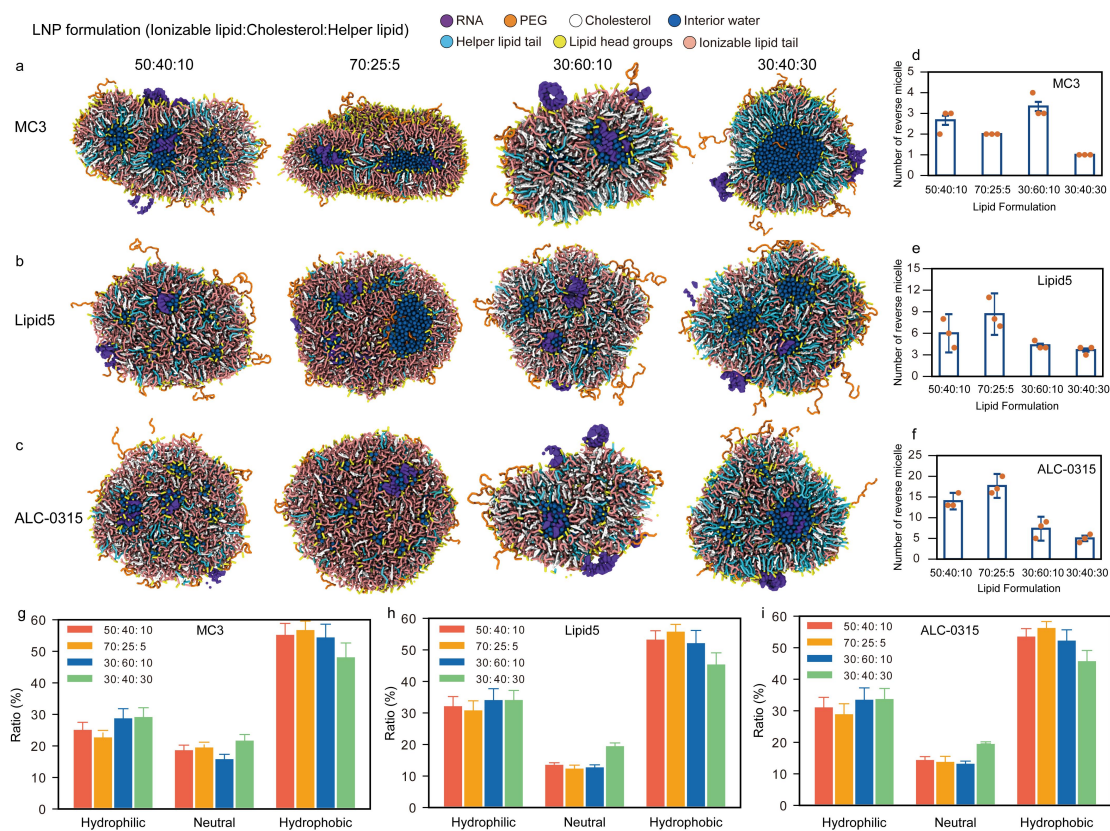 LNP formulation (Ionizable lipid:Cholesterol:Helper lipid)
RNA PEG Cholesterol Interior water
Helper lipid tail Lipid head groups Ionizable lipid tail
50:40:10 70:25:5 30:60:10 30:40:30
a
MC3
b
Lipid5
c
ALC-0315
d
MC3
Number of reverse micelle
5
4
3
2
1
0
50:40:10 70:25:5 30:60:10 30:40:30
Lipid Formulation
e
Lipid5
Number of reverse micelle
15
12
9
6
3
0
50:40:10 70:25:5 30:60:10 30:40:30
Lipid Formulation
f
ALC-0315
Number of reverse micelle
25
20
15
10
5
0
50:40:10 70:25:5 30:60:10 30:40:30
Lipid Formulation
g
MC3
50:40:10
70:25:5
30:60:10
30:40:30
Ratio (%)
60
50
40
30
20
10
0
Hydrophilic Neutral Hydrophobic
h
Lipid5
50:40:10
70:25:5
30:60:10
30:40:30
Ratio (%)
60
50
40
30
20
10
0
Hydrophilic Neutral Hydrophobic
i
ALC-0315
50:40:10
70:25:5
30:60:10
30:40:30
Ratio (%)
60
50
40
30
20
10
0
Hydrophilic Neutral Hydrophobic